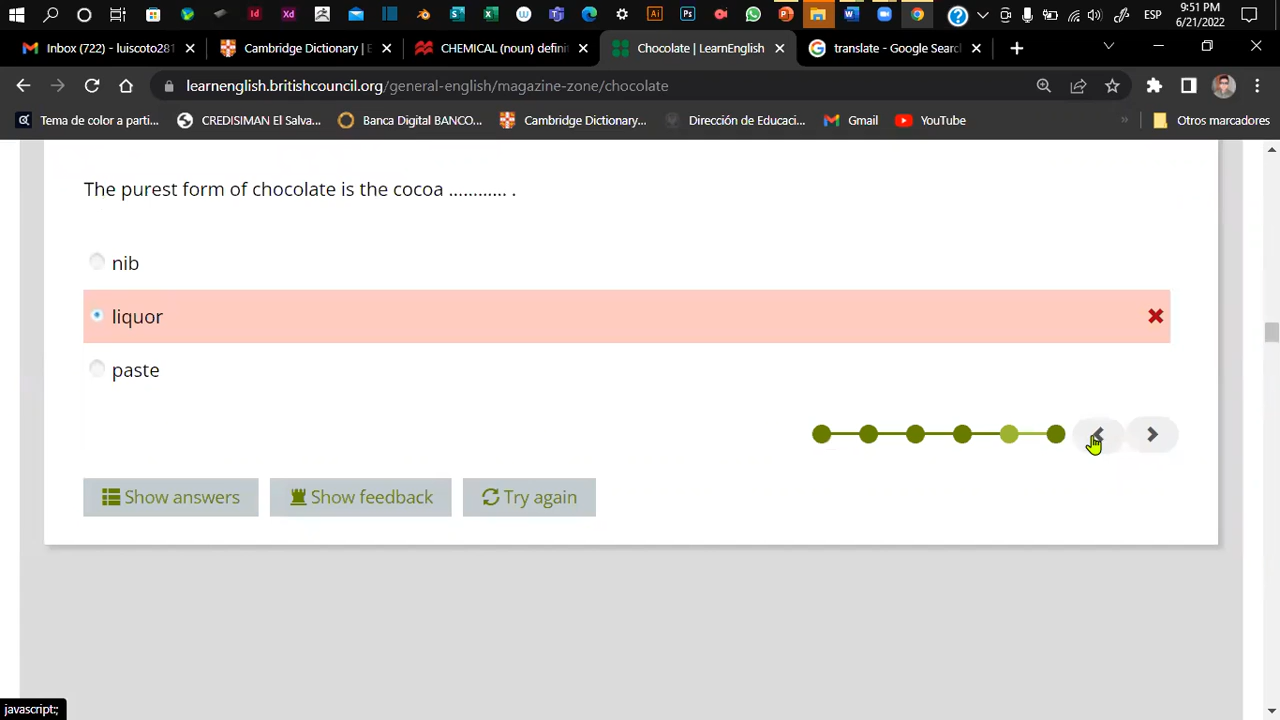 9:51 PM
ESP
6/21/2022
Inbox (722) - luiscoto281
Cambridge Dictionary | E
CHEMICAL (noun) defini
Chocolate | LearnEnglish
translate - Google Searc
learnenglish.britishcouncil.org/general-english/magazine-zone/chocolate
Tema de color a parti...
CREDISIMAN El Salva...
Banca Digital BANCO...
Cambridge Dictionary...
Dirección de Educaci...
Gmail
YouTube
»
Otros marcadores
The purest form of chocolate is the cocoa ............ .
nib
liquor
paste
Show answers
Show feedback
Try again
javascript:;